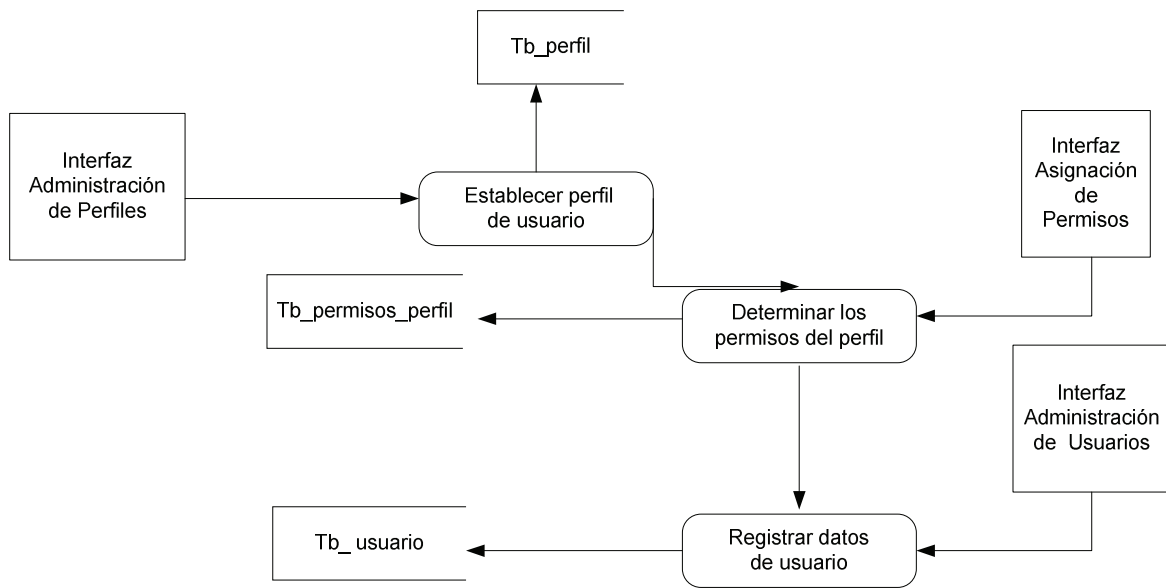 Tb_perfil
Interfaz
Administración
de Perfiles
Establecer perfil
de usuario
Interfaz
Asignación
de
Permisos
Tb_permisos_perfil
Determinar los
permisos del perfil
Interfaz
Administración
de Usuarios
Tb_ usuario
Registrar datos
de usuario